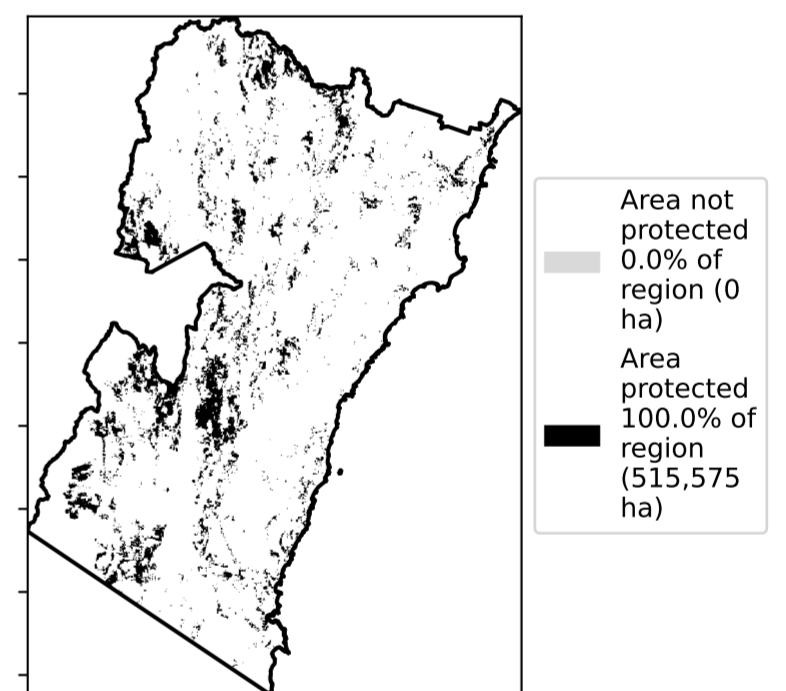 Area not
protected
0.0% of
region (0
ha)
Area
protected
100.0% of
region
(515,575
ha)